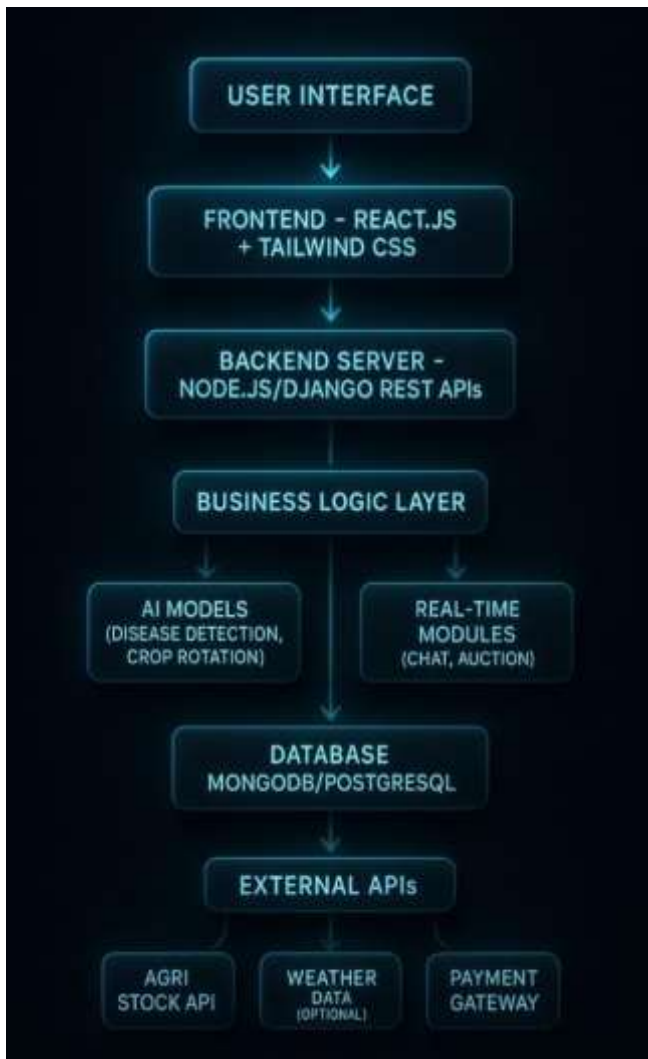 USER INTERFACE
FRONTEND - REACT.JS
+ TAILWIND CSS
BACKEND SERVER -
NODE.JS/DJANGO REST APIs
BUSINESS LOGIC LAYER
AI MODELS
(DISEASE DETECTION,
CROP ROTATION)
REAL-TIME
MODULES
(CHAT, AUCTION)
DATABASE
MONGODB/POSTGRESQL
EXTERNAL APIs
AGRI
STOCK API
WEATHER
DATA
(OPTIONAL)
PAYMENT
GATEWAY